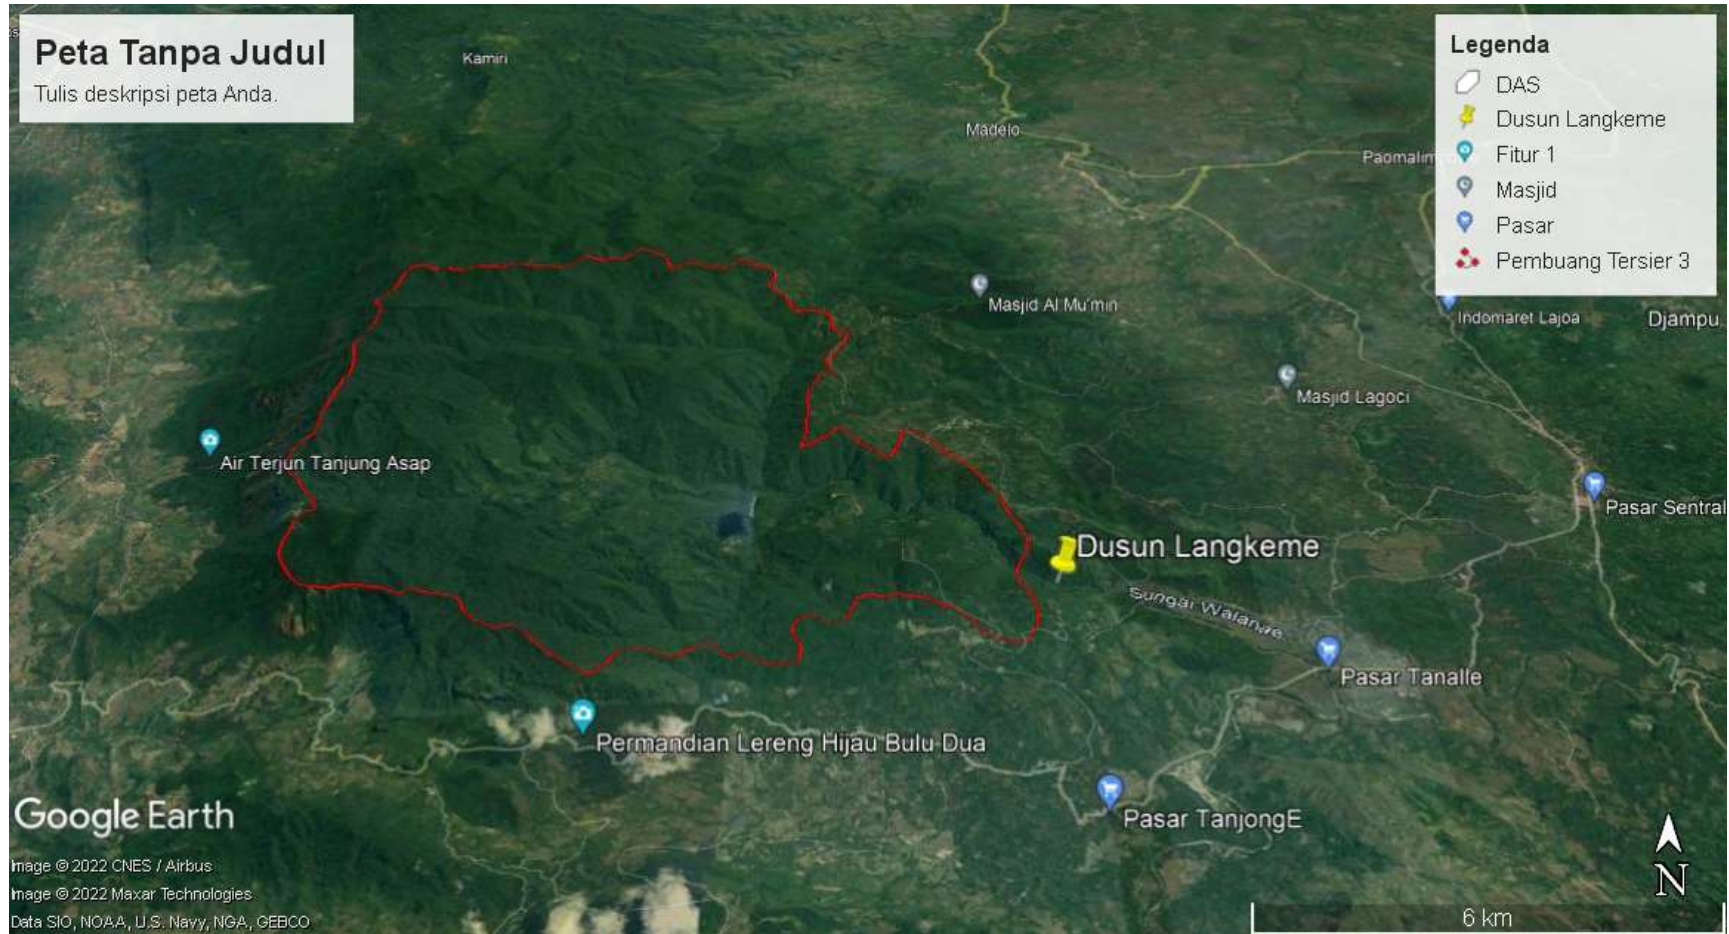 Peta Tanpa Judul
Tulis deskripsi peta Anda.
Legenda
DAS
Dusun Langkeme
Fitur 1
Masjid
Pasar
Pembuang Tersier 3
Kamiri
Madelo
Masjid Al Mu'min
Indomaret Lajoa
Djampu
Masjid Lagoci
Air Terjun Tanjung Asap
Pasar Sentral
Dusun Langkeme
Sungai Walanae
Pasar Tanalle
Permandian Lereng Hijau Bulu Dua
Pasar TanjongE
Google Earth
Image © 2022 CNES / Airbus
Image © 2022 Maxar Technologies
Data SIO, NOAA, U.S. Navy, NGA, GEBCO
N
6 km